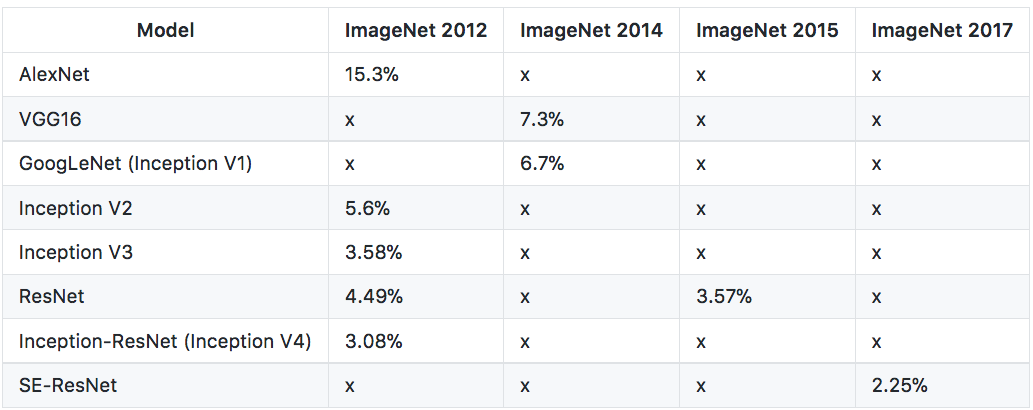 Model ImageNet 2012 ImageNet 2014 ImageNet 2015 ImageNet 2017
AlexNet 15.3% x x x
VGG16 x 7.3% x x
GoogLeNet (Inception V1) x 6.7% x x
Inception V2 5.6% x x x
Inception V3 3.58% x x x
ResNet 4.49% x 3.57% x
Inception-ResNet (Inception V4) 3.08% x x x
SE-ResNet x x x 2.25%